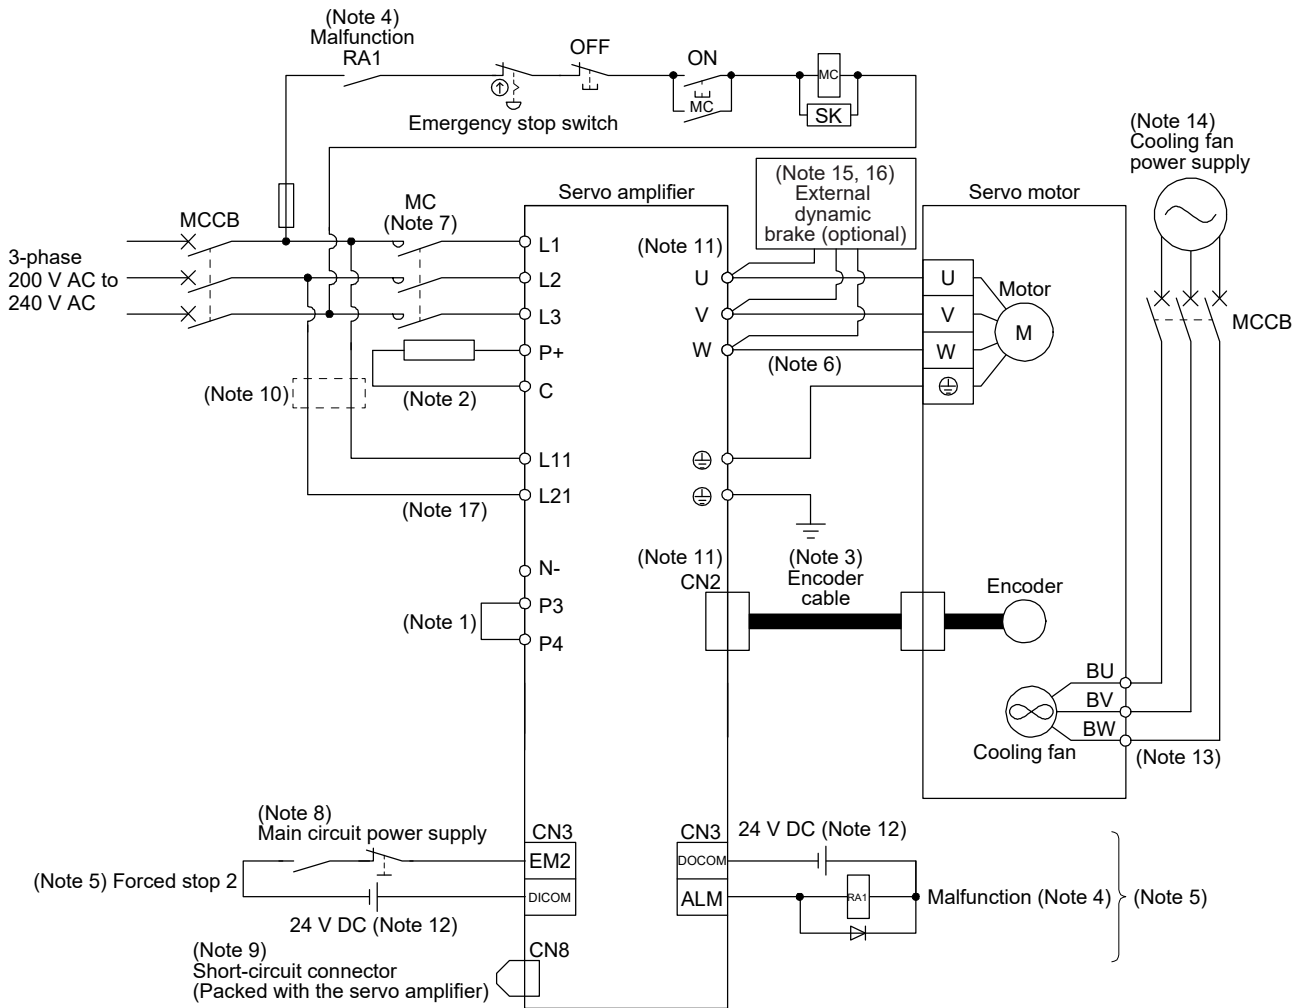 (Note 4)
Malfunction
RA1
OFF
ON
MC
MC
SK
Emergency stop switch
(Note 14)
Cooling fan
power supply
MCCB
MC
(Note 7)
Servo amplifier
(Note 15, 16)
External
dynamic
brake (optional)
Servo motor
3-phase
200 V AC to
240 V AC
L1
L2
L3
P+
C
(Note 2)
(Note 10)
L11
L21
(Note 17)
N-
P3
P4
(Note 1)
(Note 11)
U
V
W
(Note 6)
U
V
W
Motor
M
MCCB
(Note 11)
CN2
(Note 3)
Encoder
cable
Encoder
BU
BV
BW
Cooling fan
(Note 13)
(Note 8)
Main circuit power supply
(Note 5) Forced stop 2
24 V DC (Note 12)
CN3
EM2
DICOM
CN3
DOCOM
ALM
24 V DC (Note 12)
RA1
Malfunction (Note 4)
(Note 5)
(Note 9)
Short-circuit connector
(Packed with the servo amplifier)
CN8